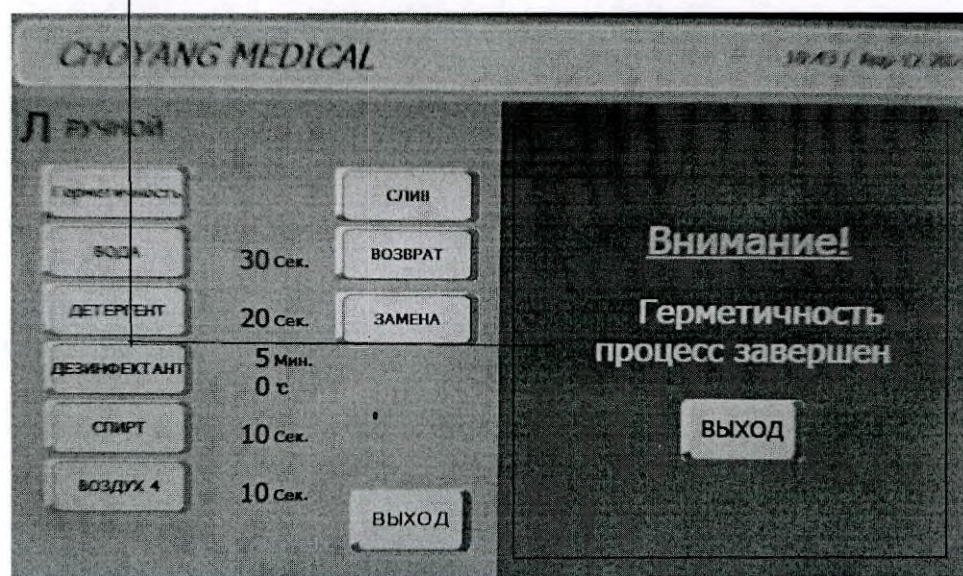 CHOYANG MEDICAL
Л РУЧНОЙ
Герметичность
СЛИВ
ВОДА
30 Сек.
ВОЗВРАТ
ДЕТЕРГЕНТ
20 Сек.
ЗАМЕНА
ДЕЗИНФЕКТАНТ
5 Мин.
0 ℃
СПИРТ
10 Сек.
ВОЗДУХ 4
10 Сек.
ВЫХОД
Внимание!
Герметичность
процесс завершен
ВЫХОД